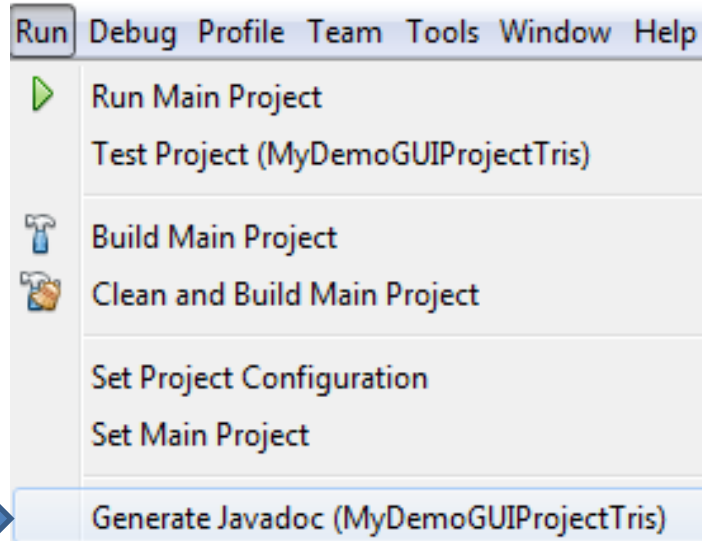 Run Debug Profile Team Tools Window Help
Run Main Project
Test Project (MyDemoGUIProjectTris)
Build Main Project
Clean and Build Main Project
Set Project Configuration
Set Main Project
Generate Javadoc (MyDemoGUIProjectTris)